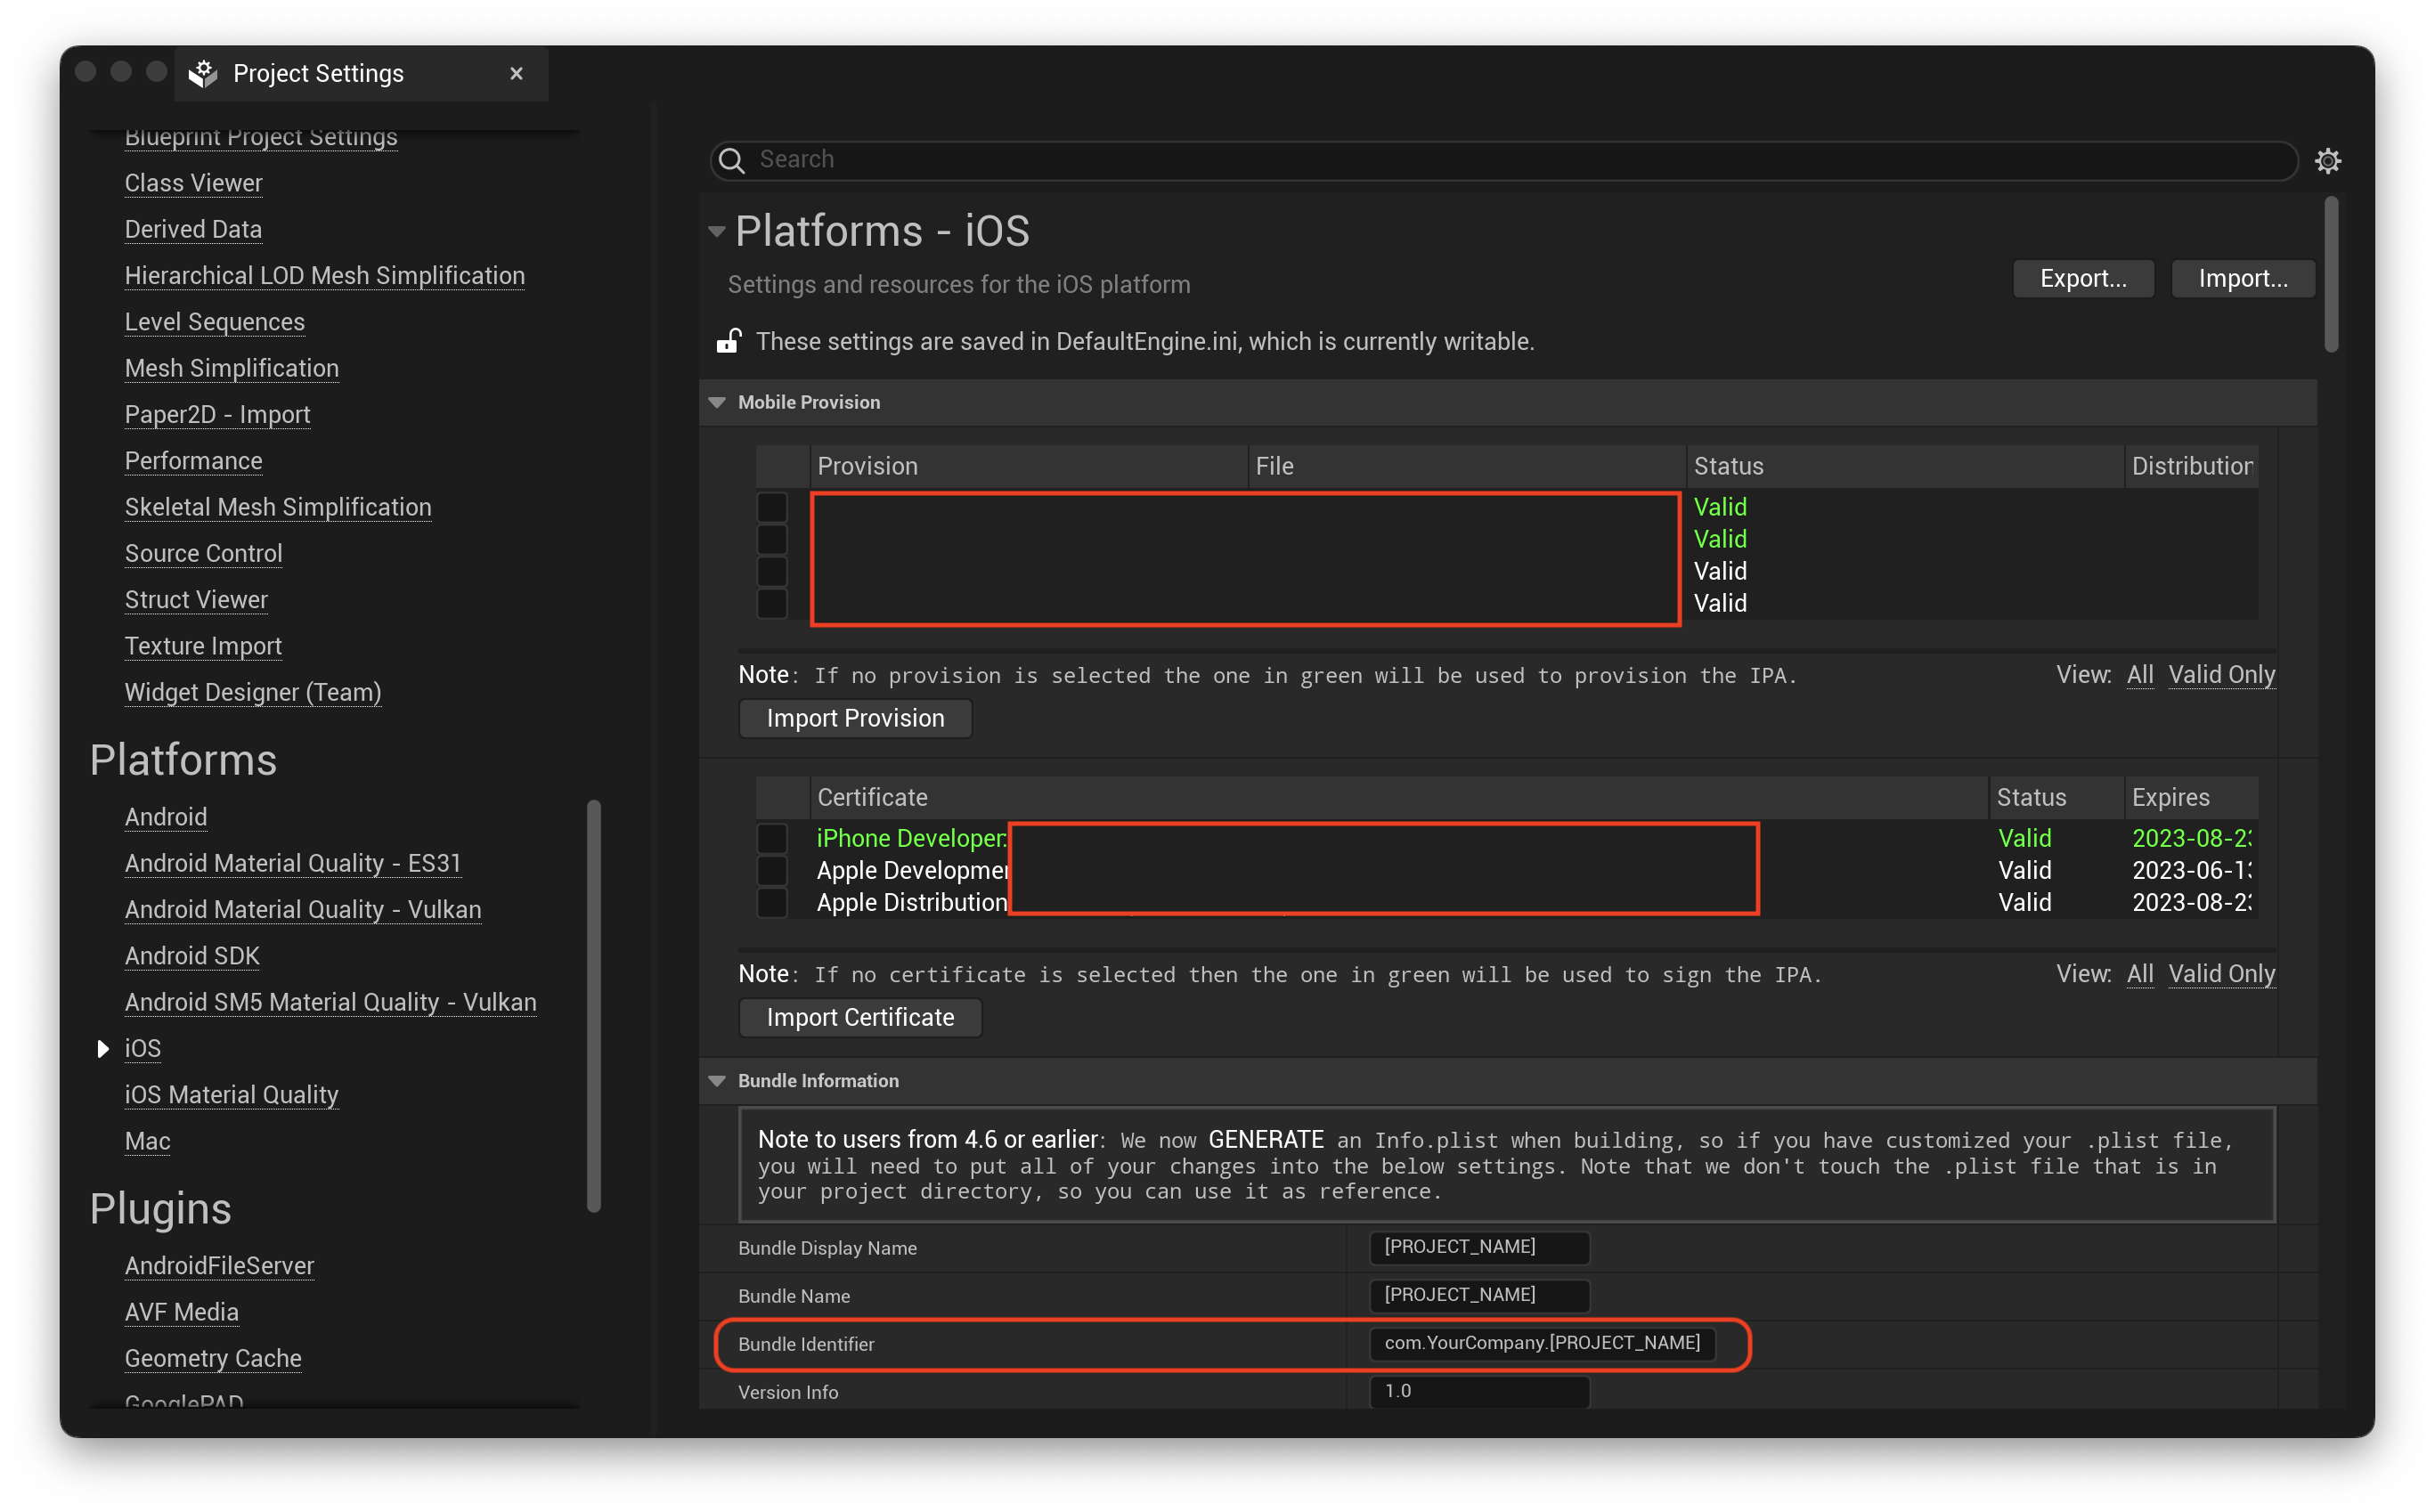 Project Settings
Blueprint Project Settings
Class Viewer
Derived Data
Hierarchical LOD Mesh Simplification
Level Sequences
Mesh Simplification
Paper2D - Import
Performance
Skeletal Mesh Simplification
Source Control
Struct Viewer
Texture Import
Widget Designer (Team)
Platforms
Android
Android Material Quality - ES31
Android Material Quality - Vulkan
Android SDK
Android SM5 Material Quality - Vulkan
iOS
iOS Material Quality
Mac
Plugins
AndroidFileServer
AVF Media
Geometry Cache
GooglePAD
Search
Platforms - iOS
Settings and resources for the iOS platform
Export... Import...
These settings are saved in DefaultEngine.ini, which is currently writable.
Mobile Provision
Provision File Status Distribution
Valid
Valid
Valid
Valid
Note: If no provision is selected the one in green will be used to provision the IPA. View: All Valid Only
Import Provision
Certificate Status Expires
iPhone Developer: Valid 2023-08-2
Apple Developme Valid 2023-06-1
Apple Distribution Valid 2023-08-2
Note: If no certificate is selected then the one in green will be used to sign the IPA. View: All Valid Only
Import Certificate
Bundle Information
Note to users from 4.6 or earlier: We now GENERATE an Info.plist when building, so if you have customized your .plist file,
you will need to put all of your changes into the below settings. Note that we don't touch the .plist file that is in
your project directory, so you can use it as reference.
Bundle Display Name [PROJECT_NAME]
Bundle Name [PROJECT_NAME]
Bundle Identifier com.YourCompany.[PROJECT_NAME]
Version Info 1.0